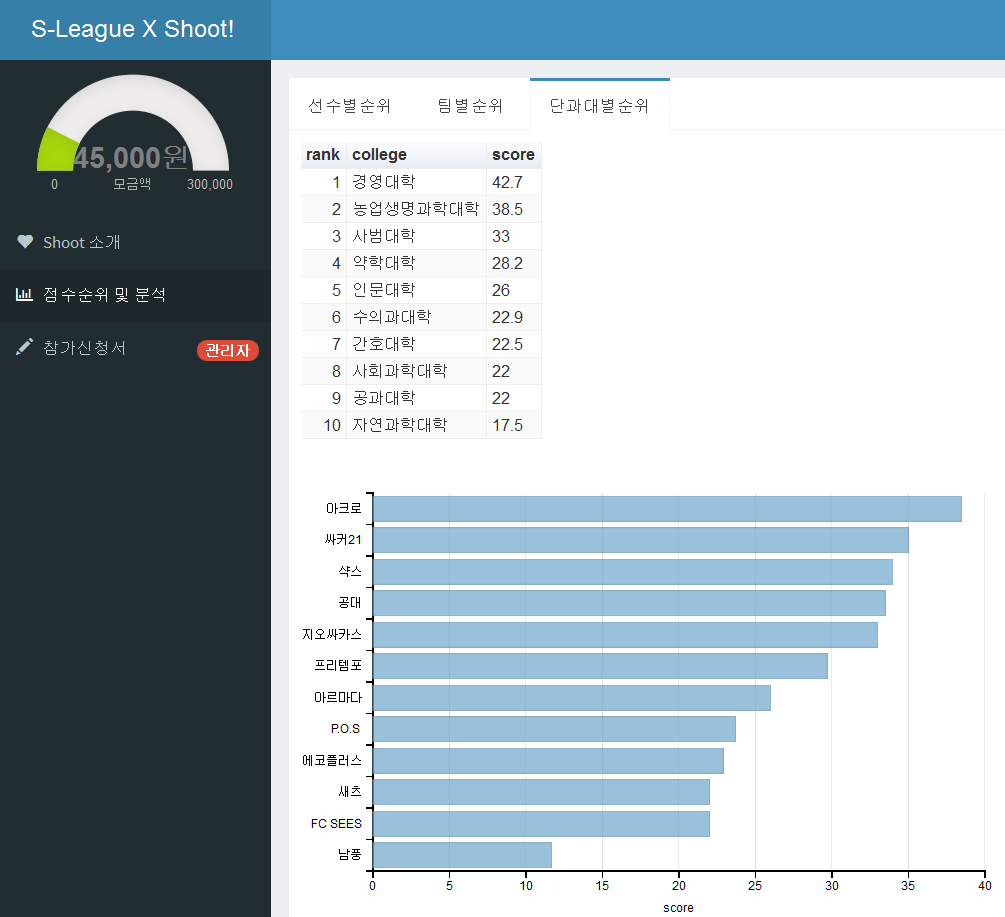 S-League X Shoot!
45,000원
0 모금액 300,000
Shoot 소개
점수순위 및 분석
참가신청서 관리자
선수별순위 팀별순위 단과대별순위
rank college score
1 경영대학 42.7
2 농업생명과학대학 38.5
3 사범대학 33
4 약학대학 28.2
5 인문대학 26
6 수의과대학 22.9
7 간호대학 22.5
8 사회과학대학 22
9 공과대학 22
10 자연과학대학 17.5
아크로
싸커21
샥스
공대
지오싸카스
프리템포
아르마다
P.O.S
에코플러스
새츠
FC SEES
남풍
0 5 10 15 20 25 30 35 40
score